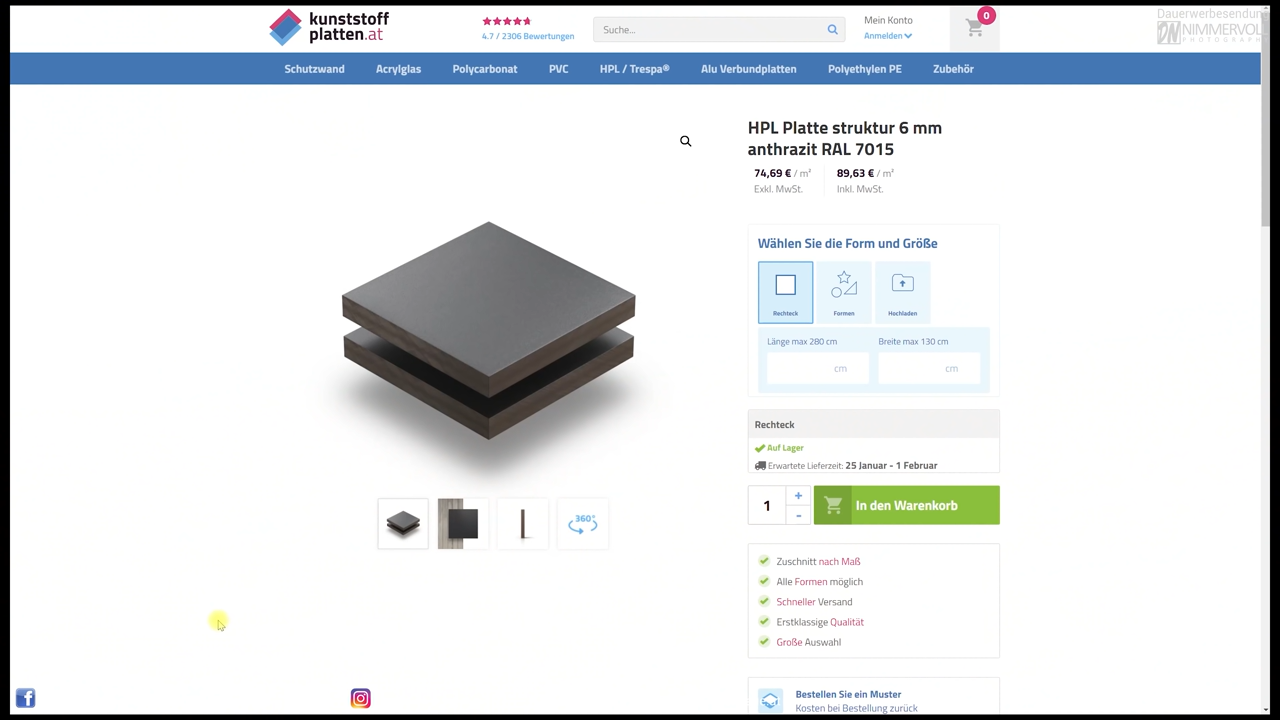 kunststoff
platten.at
4.7 / 2306 Bewertungen
Suche...
Mein Konto
Anmelden
0
Dauerwerbesendung
NIMMERVOLL
PHOTOGRAPHY
Schutzwand
Acrylglas
Polycarbonat
PVC
HPL / Trespa®
Alu Verbundplatten
Polyethylen PE
Zubehör
HPL Platte struktur 6 mm
anthrazit RAL 7015
74,69 € / m²
Exkl. MwSt.
89,63 € / m²
Inkl. MwSt.
Wählen Sie die Form und Größe
Rechteck
Formen
Hochladen
Länge max 280 cm
Breite max 130 cm
cm
cm
Rechteck
Auf Lager
Erwartete Lieferzeit: 25 Januar - 1 Februar
1
+
-
In den Warenkorb
360°
Zuschnitt nach Maß
Alle Formen möglich
Schneller Versand
Erstklassige Qualität
Große Auswahl
Bestellen Sie ein Muster
Kosten bei Bestellung zurück